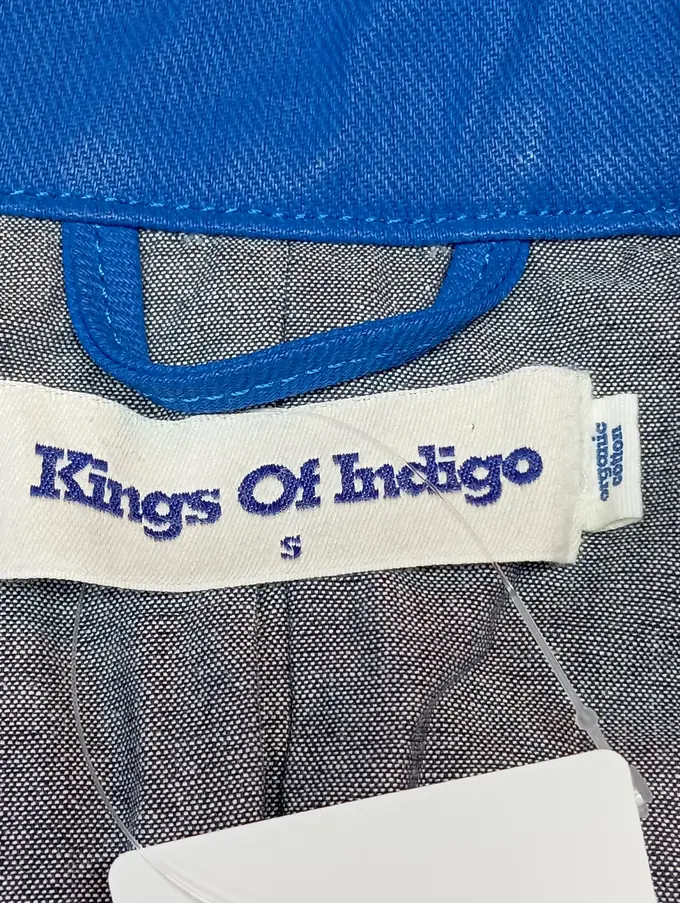 Kings Of Indigo
S
organic
cotton